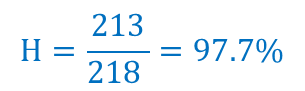 H = 213/218 = 97.7%